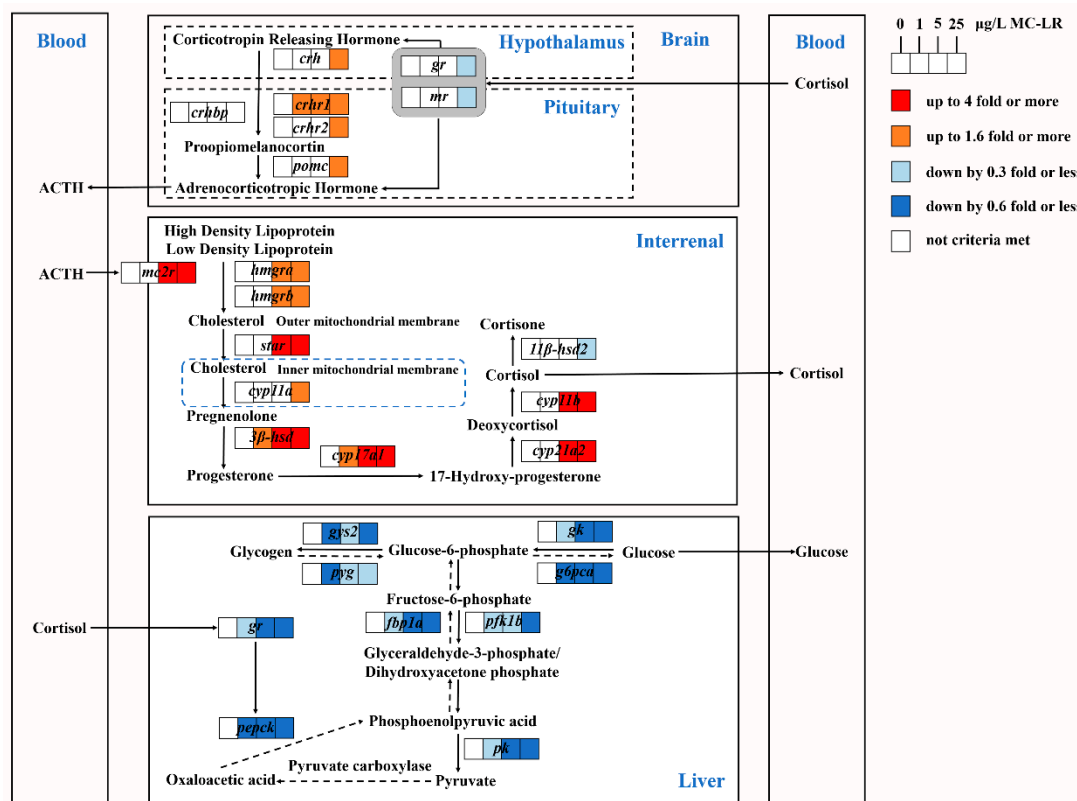 Blood
Corticotropin Releasing Hormone
Hypothalamus
Brain
Blood
crh
gr
mr
Cortisol
Pituitary
crhbp
crhr1
crhr2
Proopiomelanocortin
pomc
Adrenocorticotropic Hormone
ACTH
0 1 5 25 μg/L MC-LR
up to 4 fold or more
up to 1.6 fold or more
down by 0.3 fold or less
down by 0.6 fold or less
not criteria met
High Density Lipoprotein
Low Density Lipoprotein
Interrenal
ACTH
mc2r
hmgra
hmgrb
Cholesterol Outer mitochondrial membrane
star
Cholesterol Inner mitochondrial membrane
cyp11a
Pregnenolone
3β-hsd
Progesterone
cyp17a1
17-Hydroxy-progesterone
cyp21a2
Deoxycortisol
cyp11b
Cortisol
11β-hsd2
Cortisone
Cortisol
gys2
gk
Glycogen
Glucose-6-phosphate
Glucose
Glucose
pyg
g6pca
Fructose-6-phosphate
Cortisol
gr
fbp1a
pfk1b
Glyceraldehyde-3-phosphate/
Dihydroxyacetone phosphate
pepck
Phosphoenolpyruvic acid
pk
Pyruvate carboxylase
Oxaloacetic acid
Pyruvate
Liver